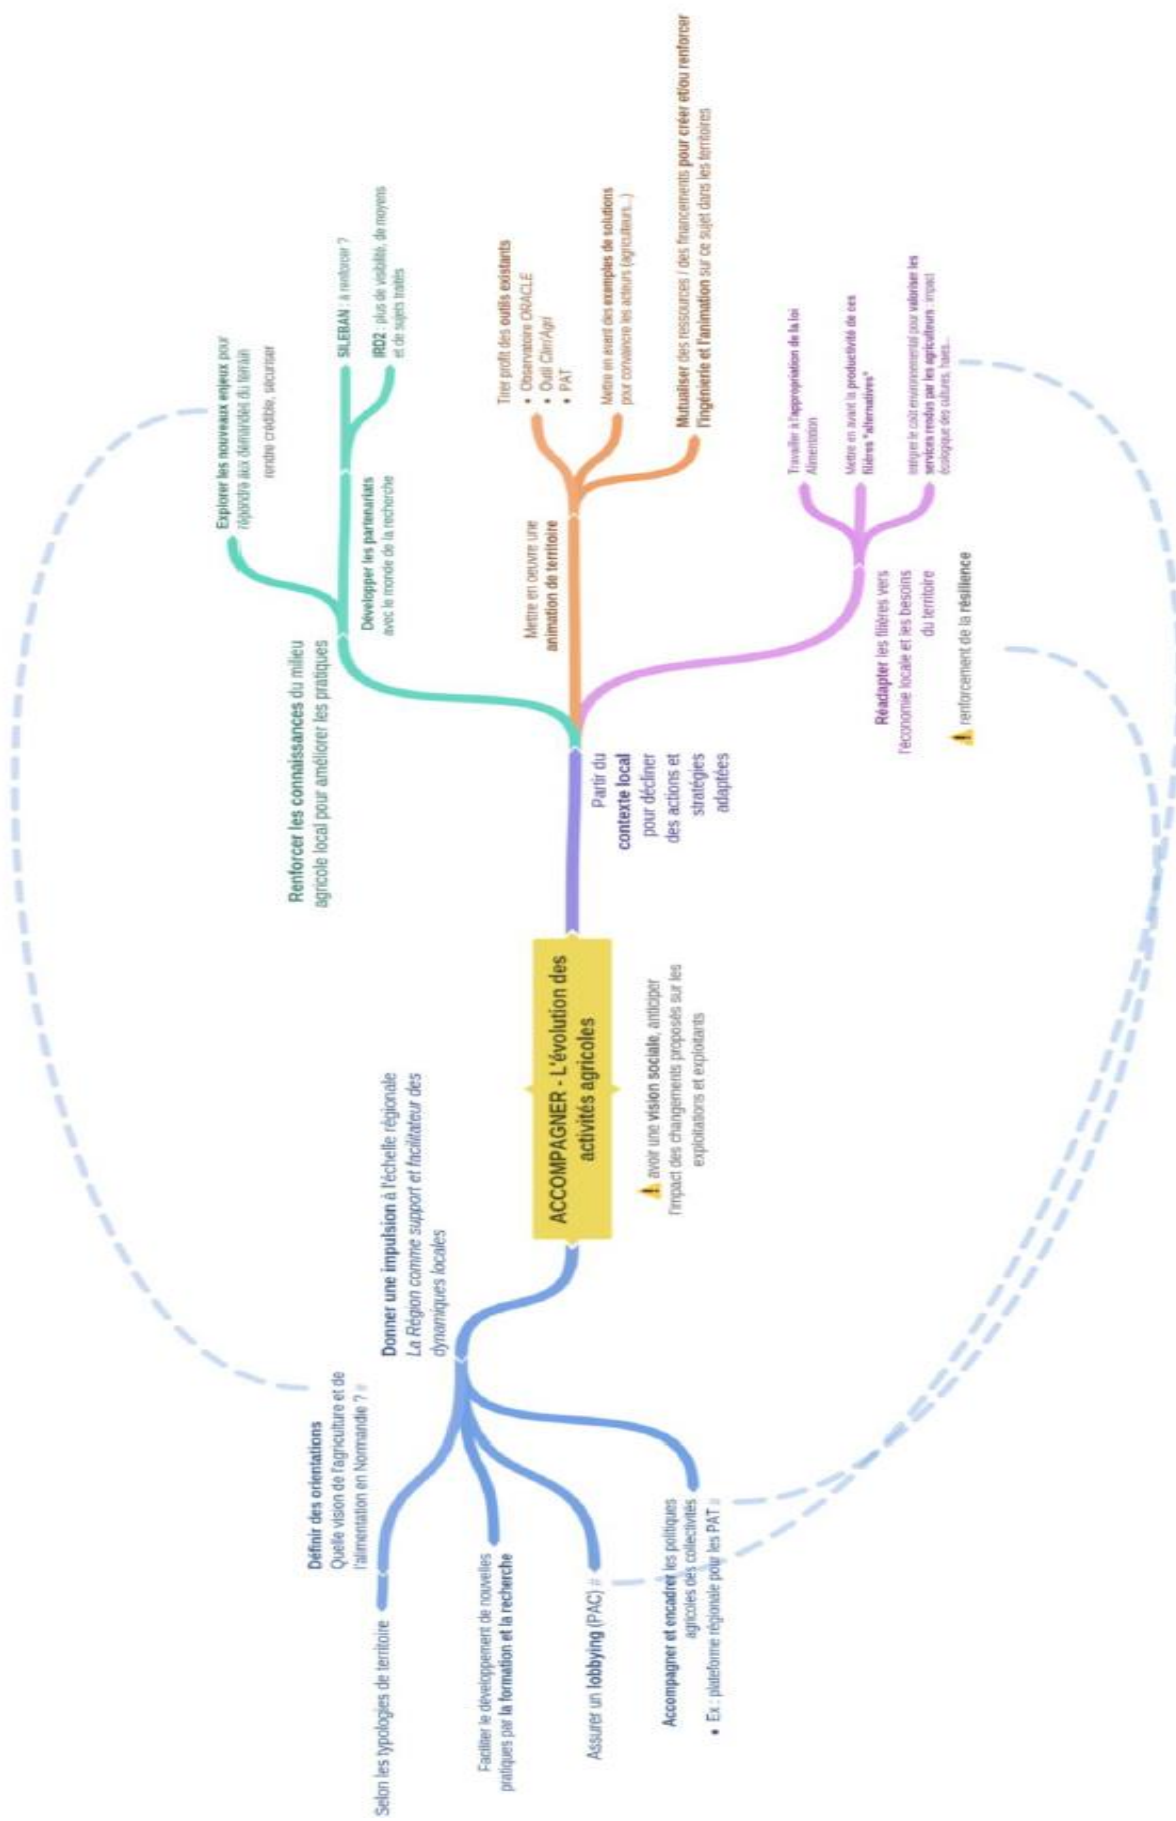 ACCOMPAGNER - L'évolution des
activités agricoles
avoir une vision sociale, anticiper
l'impact des changements proposés sur les
exploitations et exploitants
Donner une impulsion à l'échelle régionale
La Région comme support et facilitateur des
dynamiques locales
Définir des orientations
Quelle vision de l'agriculture et de
l'alimentation en Normandie ? #
Selon les typologies de territoire
Faciliter le développement de nouvelles
pratiques par la formation et la recherche
Assurer un lobbying (PAC) #
Accompagner et encadrer les politiques
agricoles des collectivités
• Ex : plateforme régionale pour les PAT #
Partir du
contexte local
pour décliner
des actions et
stratégies
adaptées
Renforcer les connaissances du milieu
agricole local pour améliorer les pratiques
Explorer les nouveaux enjeux pour
répondre aux demandes du terrain
rendre crédible, sécuriser
Développer les partenariats
avec le monde de la recherche
SILEBAN : à renforcer ?
IRD2 : plus de visibilité, de moyens
et de sujets traités
Mettre en oeuvre une
animation de territoire
Tirer profit des outils existants
• Observatoire ORACLE
• Outil Clim'Agri
• PAT
Mettre en avant des exemples de solutions
pour convaincre les acteurs (agriculteurs...)
Mutualiser des ressources / des financements pour créer et/ou renforcer
l'ingénierie et l'animation sur ce sujet dans les territoires
Réadapter les filières vers
l'économie locale et les besoins
du territoire
renforcement de la résilience
Travailler à l'appropriation de la loi
Alimentation
Mettre en avant la productivité de ces
filières "alternatives"
Intégrer le coût environnemental pour valoriser les
services rendus par les agriculteurs : impact
écologique des cultures, haies...